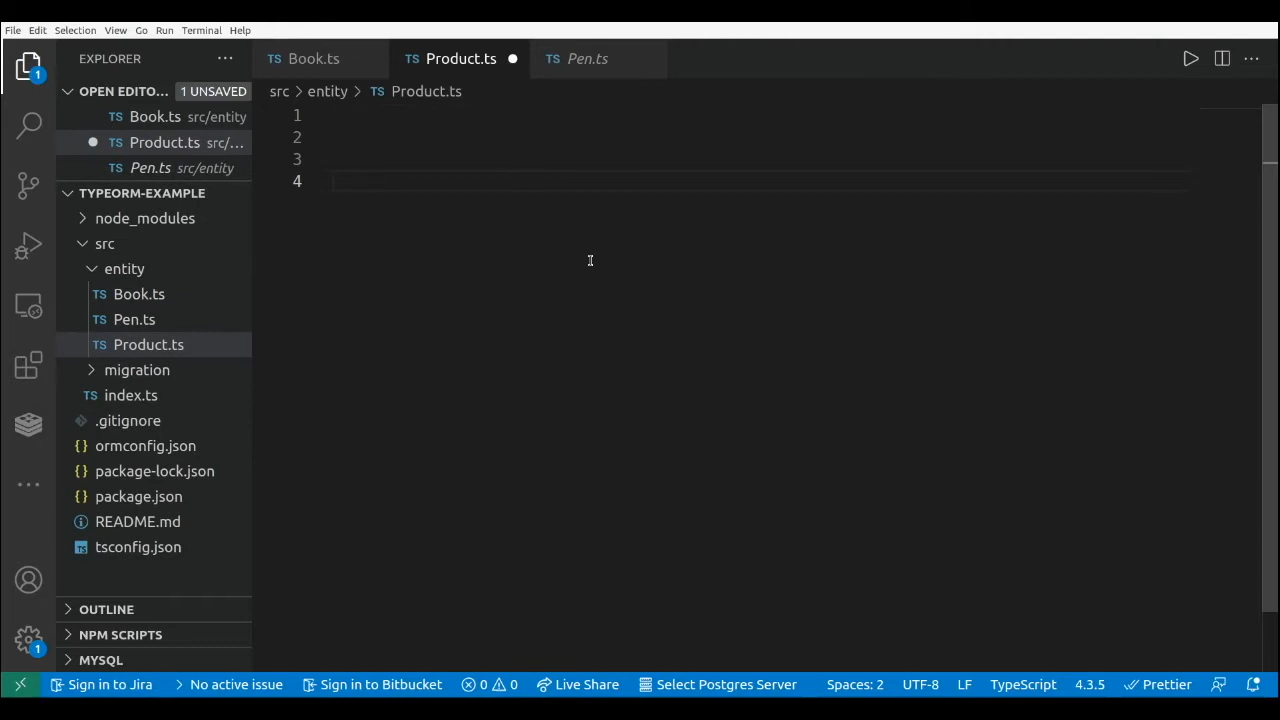 File Edit Selection View Go Run Terminal Help
EXPLORER ···
TS Book.ts
TS Product.ts
TS Pen.ts
1
OPEN EDITO... 1 UNSAVED
src > entity > TS Product.ts
TS Book.ts src/entity
TS Product.ts src/...
TS Pen.ts src/entity
TYPEORM-EXAMPLE
node_modules
src
entity
TS Book.ts
TS Pen.ts
TS Product.ts
migration
TS index.ts
.gitignore
{} ormconfig.json
{} package-lock.json
{} package.json
README.md
TS tsconfig.json
OUTLINE
NPM SCRIPTS
MYSQL
1
1
2
3
4
Sign in to Jira No active issue Sign in to Bitbucket 0 0 Live Share Select Postgres Server Spaces: 2 UTF-8 LF TypeScript 4.3.5 Prettier